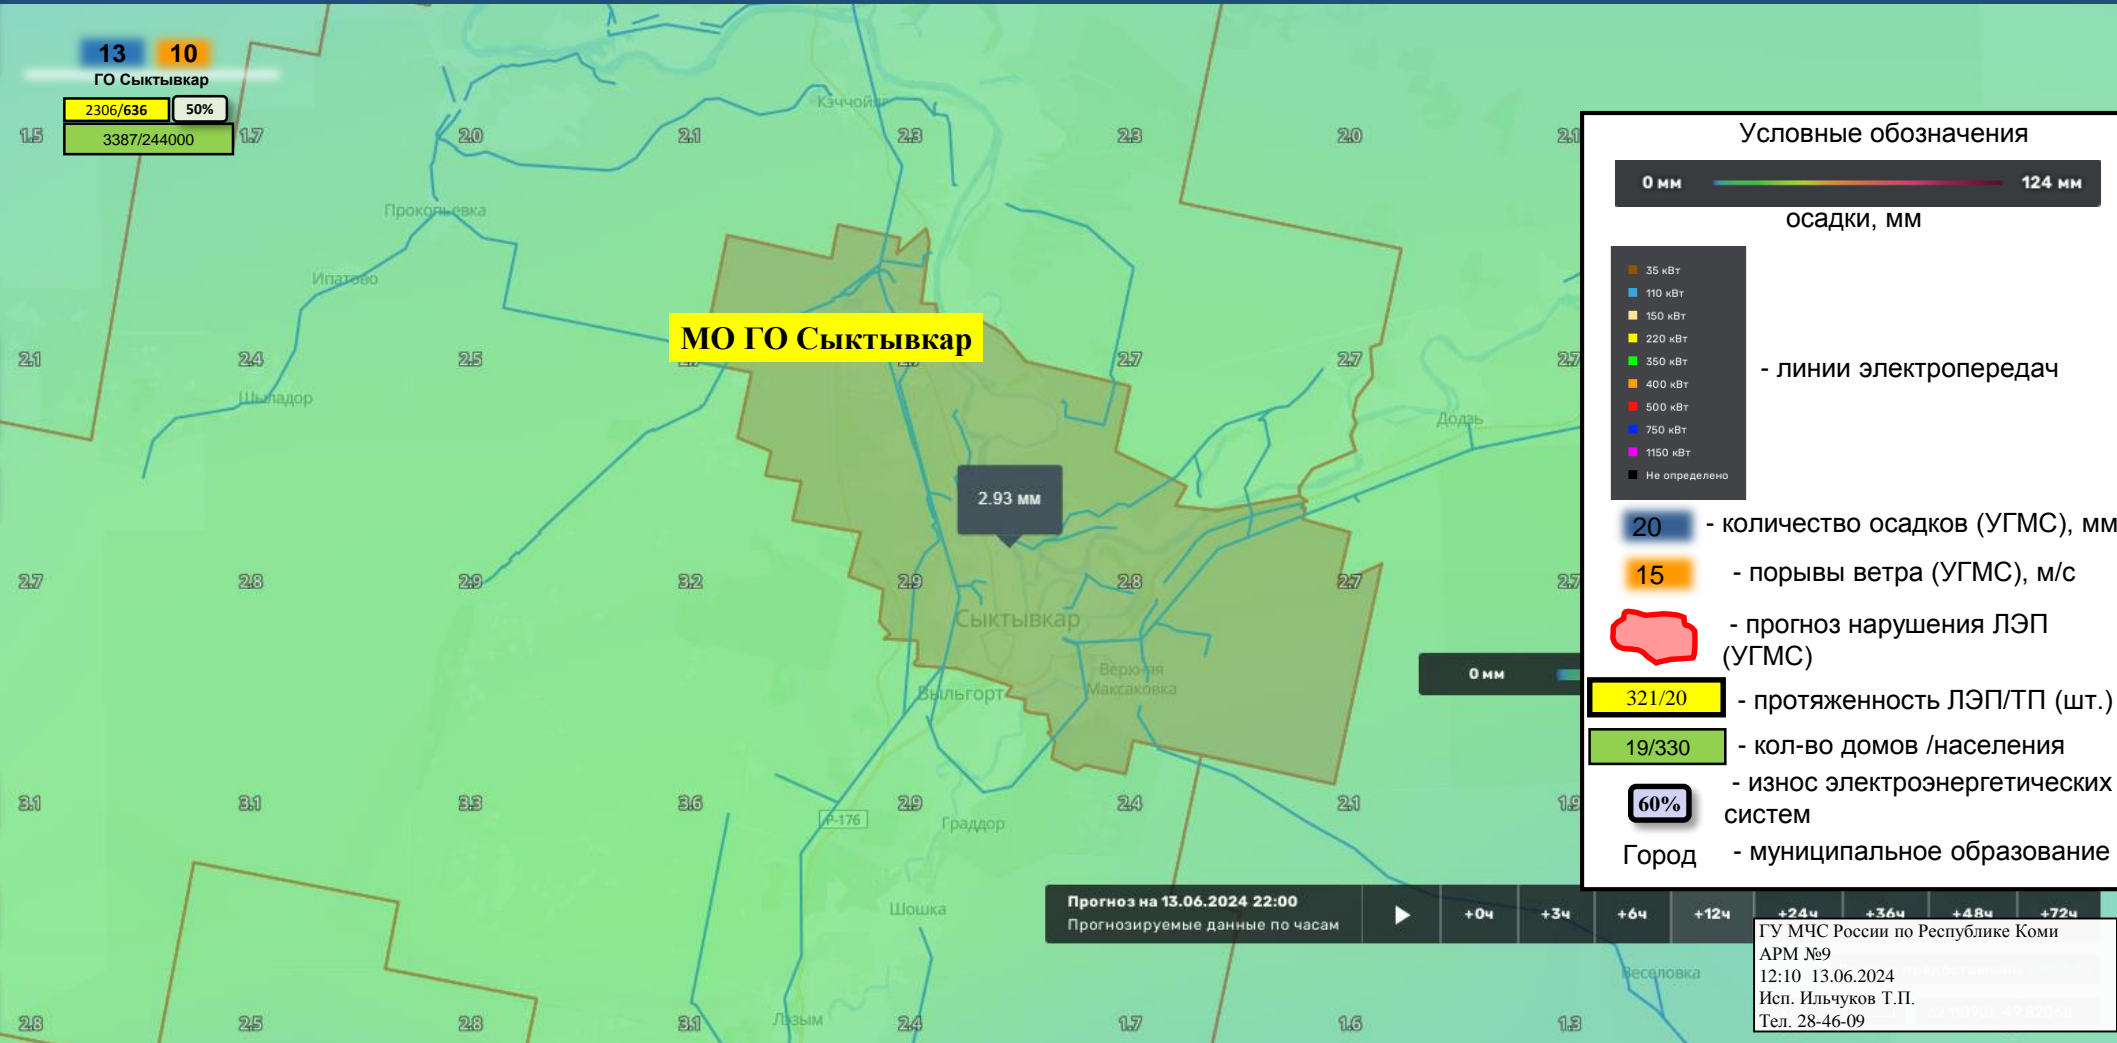 13 10
ГО Сыктывкар
2306/636 50%
3387/244000
Кэччойяг
1.5 1.7 2.0 2.1 2.3 2.3 2.0 2.1
Прокопьевка
Ипатово
МО ГО Сыктывкар
2.1 2.4 2.5 2.7 2.7 2.7
Шыладор
Додзь
2.93 мм
2.7 2.8 2.9 3.2 2.9 2.8 2.7 2.7
Сыктывкар
Верхняя
Максаковка
Выльгорт
0 мм
3.1 3.1 3.3 3.6 2.9 2.4 2.1 1.9
Р-176
Граддор
Шошка
Прогноз на 13.06.2024 22:00
Прогнозируемые данные по часам
+0ч +3ч +6ч +12ч +24ч +36ч +48ч +72ч
Веселовка
Лэзым
2.8 2.5 2.8 3.1 2.4 1.7 1.6 1.3
Условные обозначения
0 мм 124 мм
осадки, мм
35 кВт
110 кВт
150 кВт
220 кВт
350 кВт
400 кВт
500 кВт
750 кВт
1150 кВт
Не определено
- линии электропередач
20 - количество осадков (УГМС), мм
15 - порывы ветра (УГМС), м/с
- прогноз нарушения ЛЭП
(УГМС)
321/20 - протяженность ЛЭП/ТП (шт.)
19/330 - кол-во домов /населения
60% - износ электроэнергетических
систем
Город - муниципальное образование
ГУ МЧС России по Республике Коми
АРМ №9
12:10 13.06.2024
Исп. Ильчуков Т.П.
Тел. 28-46-09